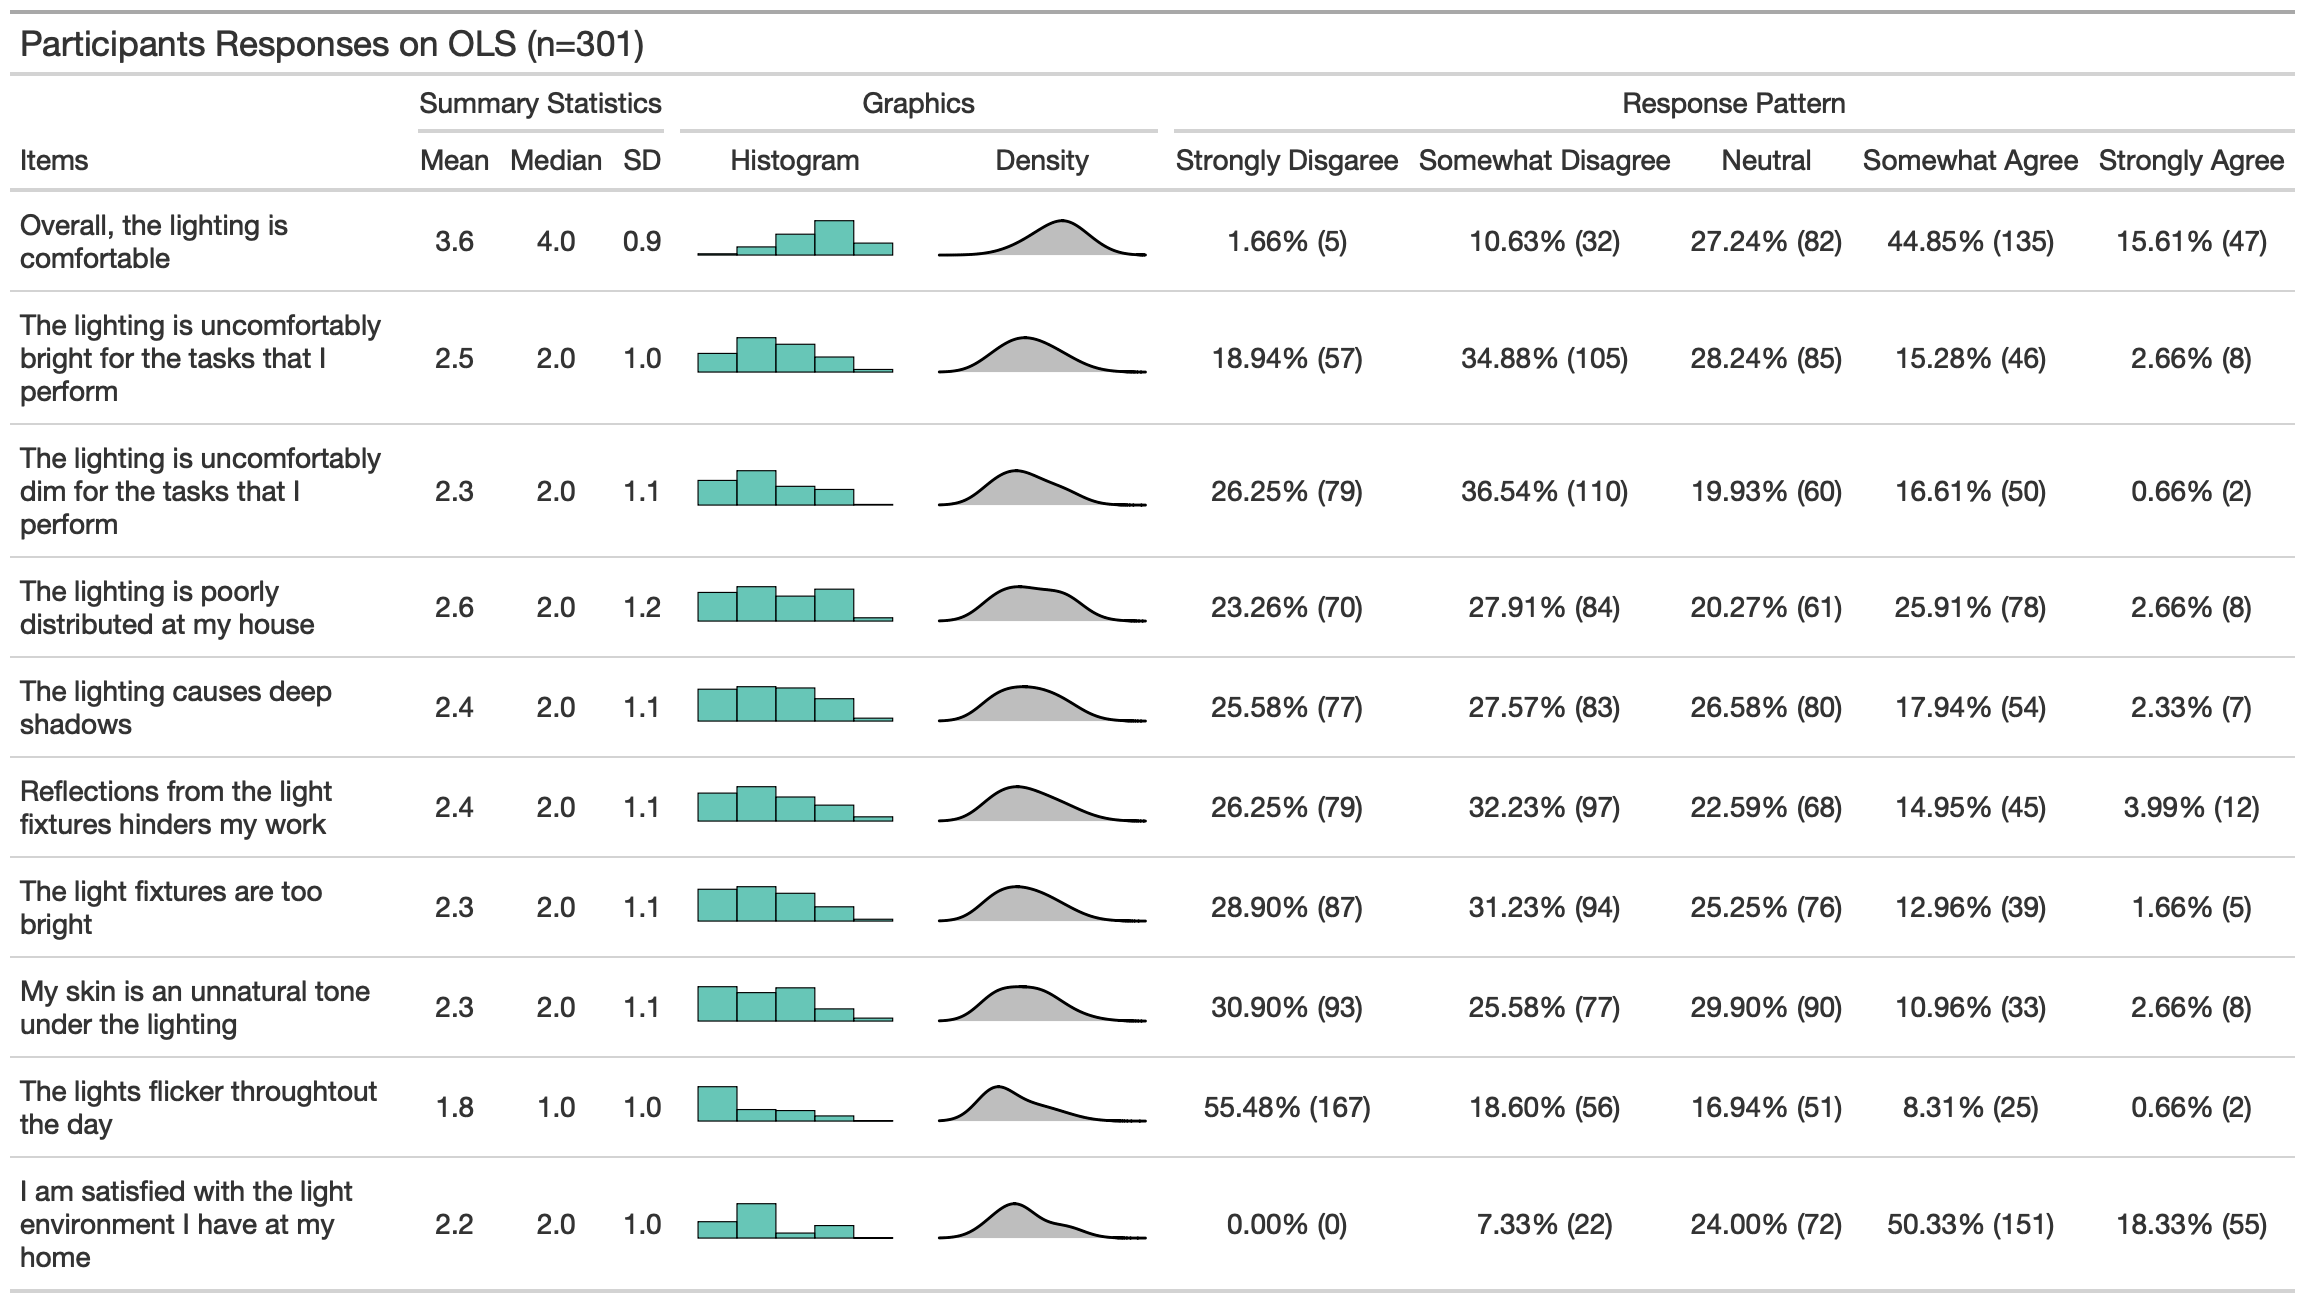 Participants Responses on OLS (n=301)
Summary Statistics Graphics Response Pattern
Items Mean Median SD Histogram Density Strongly Disgaree Somewhat Disagree Neutral Somewhat Agree Strongly Agree
Overall, the lighting is
comfortable
3.6 4.0 0.9 1.66% (5) 10.63% (32) 27.24% (82) 44.85% (135) 15.61% (47)
The lighting is uncomfortably
bright for the tasks that I
perform
2.5 2.0 1.0 18.94% (57) 34.88% (105) 28.24% (85) 15.28% (46) 2.66% (8)
The lighting is uncomfortably
dim for the tasks that I
perform
2.3 2.0 1.1 26.25% (79) 36.54% (110) 19.93% (60) 16.61% (50) 0.66% (2)
The lighting is poorly
distributed at my house
2.6 2.0 1.2 23.26% (70) 27.91% (84) 20.27% (61) 25.91% (78) 2.66% (8)
The lighting causes deep
shadows
2.4 2.0 1.1 25.58% (77) 27.57% (83) 26.58% (80) 17.94% (54) 2.33% (7)
Reflections from the light
fixtures hinders my work
2.4 2.0 1.1 26.25% (79) 32.23% (97) 22.59% (68) 14.95% (45) 3.99% (12)
The light fixtures are too
bright
2.3 2.0 1.1 28.90% (87) 31.23% (94) 25.25% (76) 12.96% (39) 1.66% (5)
My skin is an unnatural tone
under the lighting
2.3 2.0 1.1 30.90% (93) 25.58% (77) 29.90% (90) 10.96% (33) 2.66% (8)
The lights flicker throughtout
the day
1.8 1.0 1.0 55.48% (167) 18.60% (56) 16.94% (51) 8.31% (25) 0.66% (2)
I am satisfied with the light
environment I have at my
home
2.2 2.0 1.0 0.00% (0) 7.33% (22) 24.00% (72) 50.33% (151) 18.33% (55)